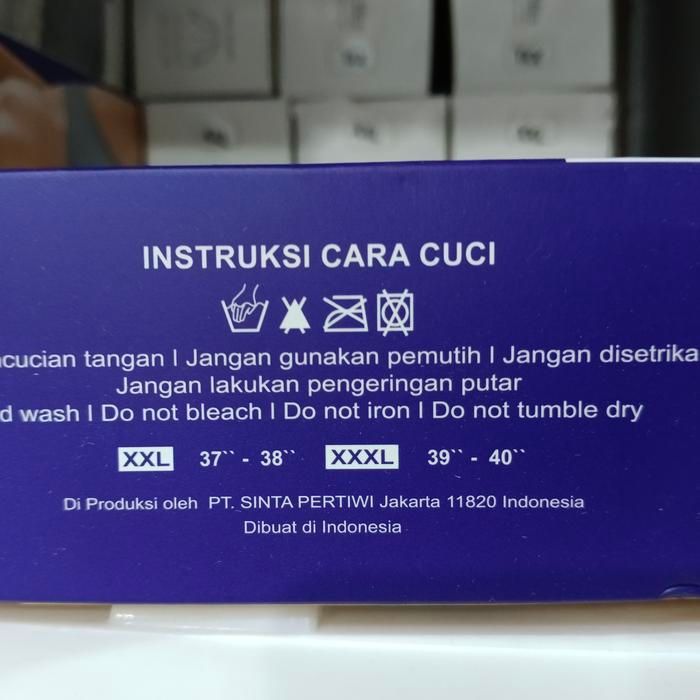 INSTRUKSI CARA CUCI
tangan | Jangan gunakan pemutih | Jangan disetrika
Jangan lakukan pengeringan putar
wash | Do not bleach | Do not iron | Do not tumble dry
XXL 37`` - 38`` XXXL 39`` - 40``
Di Produksi oleh PT. SINTA PERTIWI Jakarta 11820 Indonesia
Dibuat di Indonesia